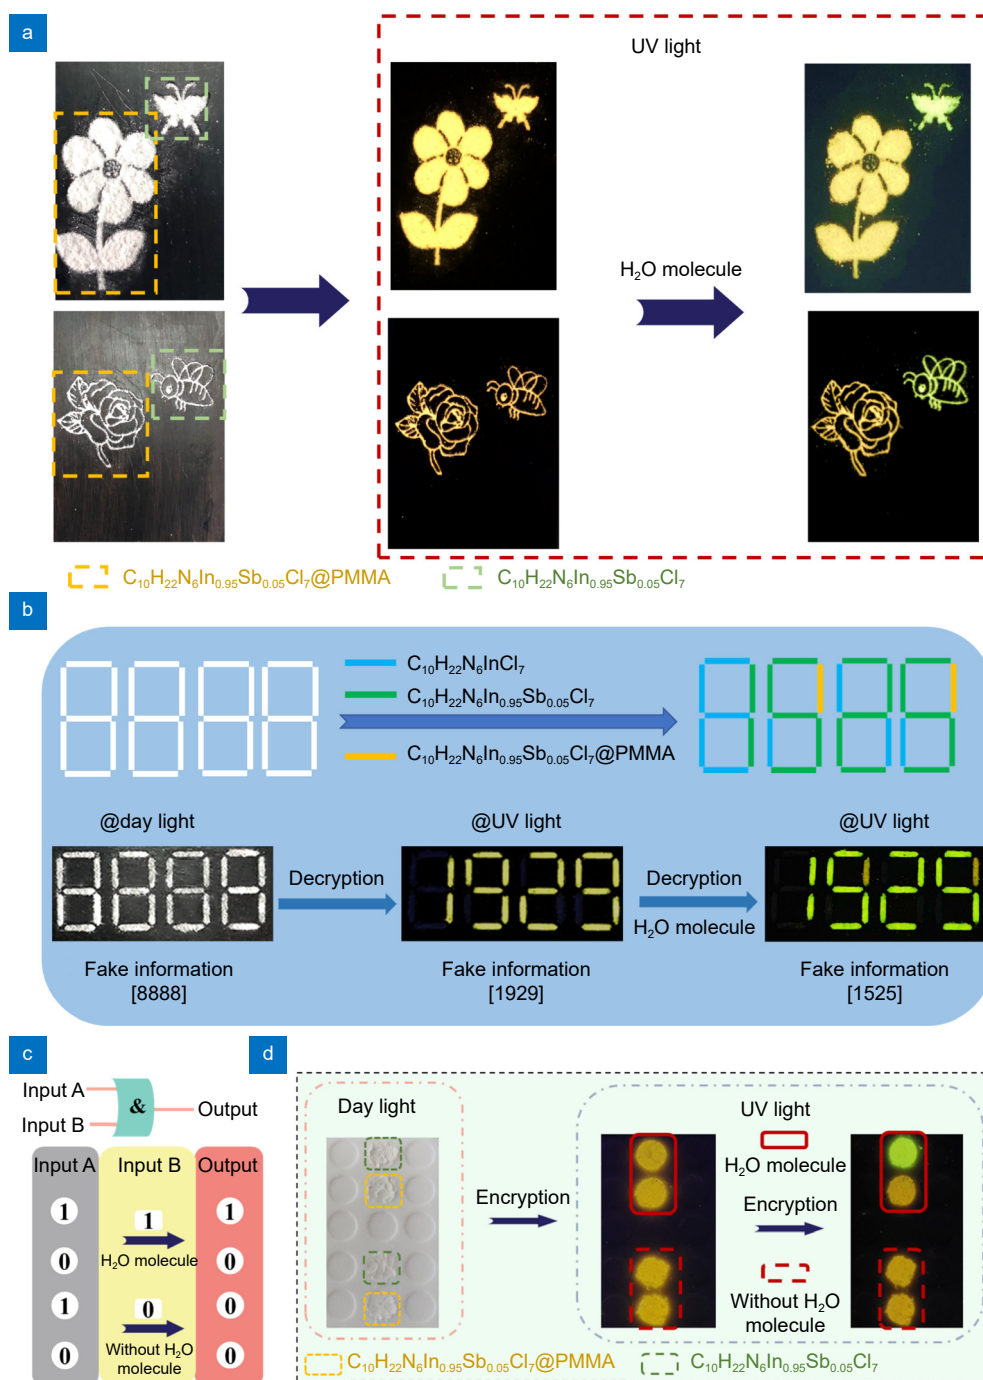 a
UV light
H₂O molecule
C₁₀H₂₂N₆In₀.₉₅Sb₀.₀₅Cl₇@PMMA
C₁₀H₂₂N₆In₀.₉₅Sb₀.₀₅Cl₇
b
C₁₀H₂₂N₆InCl₇
C₁₀H₂₂N₆In₀.₉₅Sb₀.₀₅Cl₇
C₁₀H₂₂N₆In₀.₉₅Sb₀.₀₅Cl₇@PMMA
@day light
@UV light
@UV light
Decryption
Decryption
H₂O molecule
Fake information
[8888]
Fake information
[1929]
Fake information
[1525]
c
Input A
Input B
&
Output
Input A Input B Output
1 1 1
H₂O molecule
0 0
1 0 0
Without H₂O
molecule
0 0
d
Day light
UV light
Encryption
H₂O molecule
Encryption
Without H₂O
molecule
C₁₀H₂₂N₆In₀.₉₅Sb₀.₀₅Cl₇@PMMA
C₁₀H₂₂N₆In₀.₉₅Sb₀.₀₅Cl₇